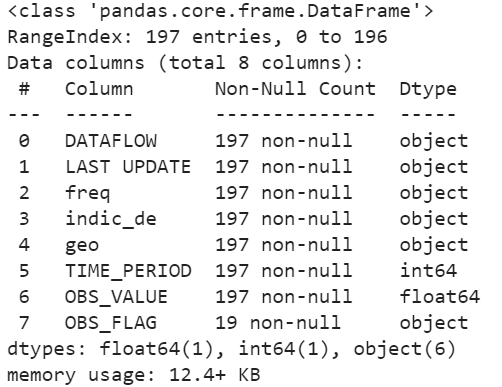 <class 'pandas.core.frame.DataFrame'>
RangeIndex: 197 entries, 0 to 196
Data columns (total 8 columns):
 #   Column       Non-Null Count  Dtype
---  ------       --------------  -----
 0   DATAFLOW     197 non-null    object
 1   LAST UPDATE  197 non-null    object
 2   freq         197 non-null    object
 3   indic_de     197 non-null    object
 4   geo          197 non-null    object
 5   TIME_PERIOD  197 non-null    int64
 6   OBS_VALUE    197 non-null    float64
 7   OBS_FLAG     19 non-null     object
dtypes: float64(1), int64(1), object(6)
memory usage: 12.4+ KB